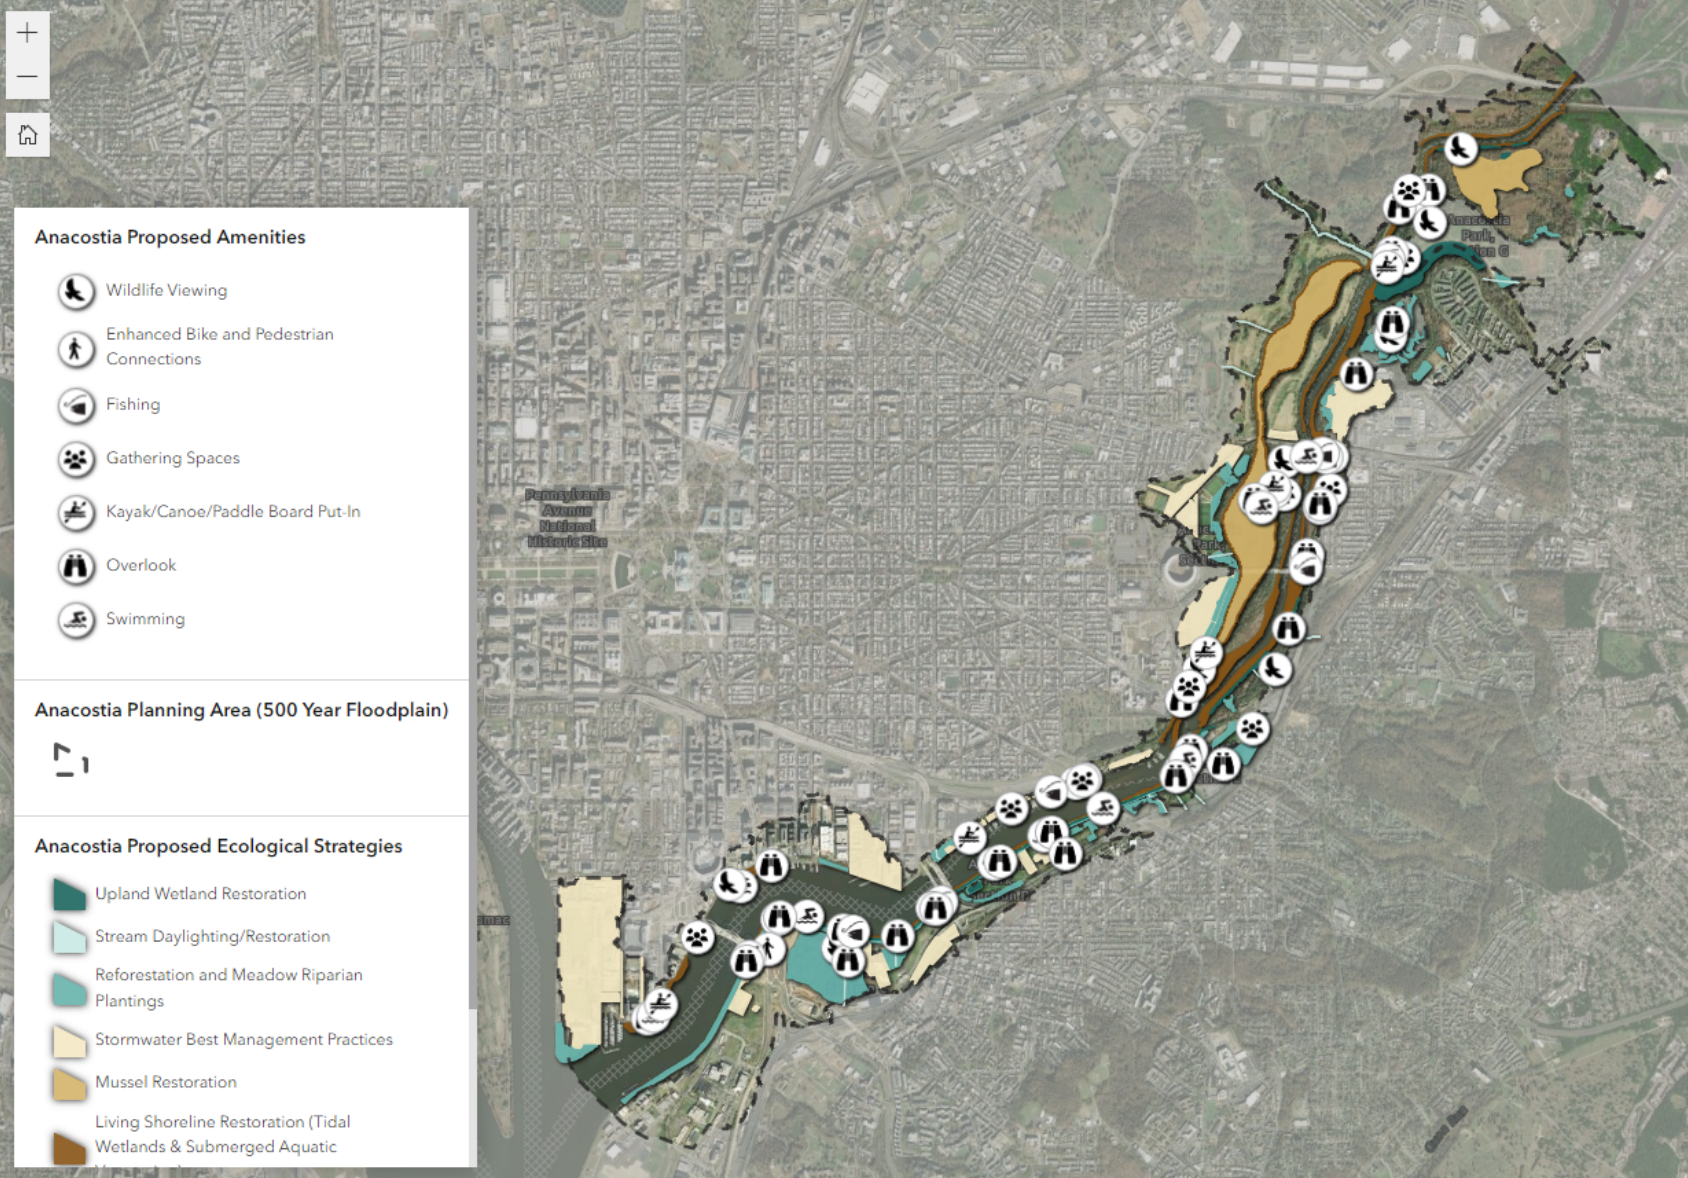 Anacostia Proposed Amenities
Wildlife Viewing
Enhanced Bike and Pedestrian
Connections
Fishing
Gathering Spaces
Kayak/Canoe/Paddle Board Put-In
Overlook
Swimming
Anacostia Planning Area (500 Year Floodplain)
Anacostia Proposed Ecological Strategies
Upland Wetland Restoration
Stream Daylighting/Restoration
Reforestation and Meadow Riparian
Plantings
Stormwater Best Management Practices
Mussel Restoration
Living Shoreline Restoration (Tidal
Wetlands & Submerged Aquatic
Pennsylvania
Avenue
National
Historic Site
Anacostia
Park,